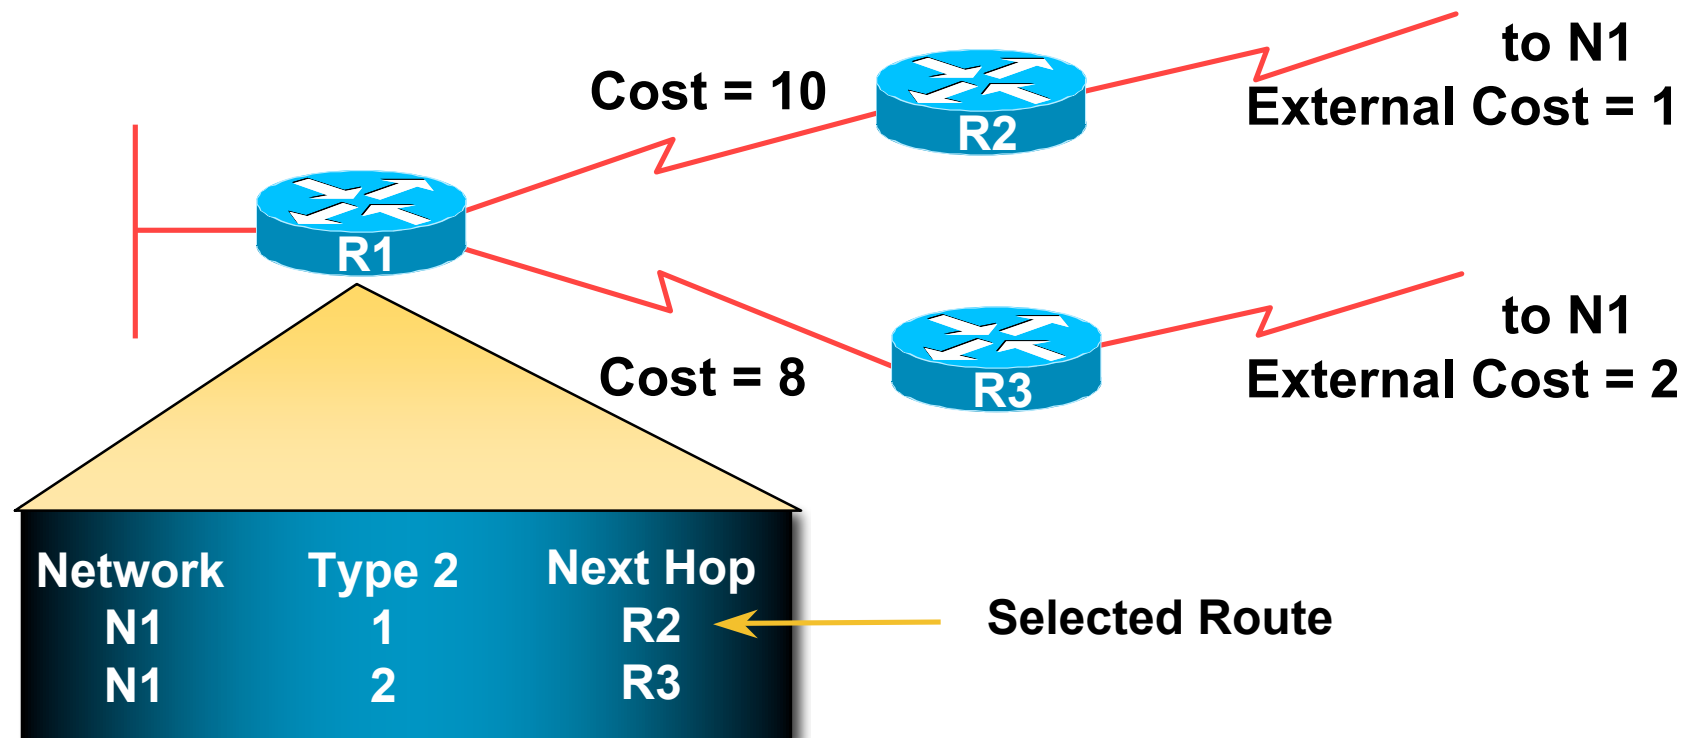 to N1
External Cost = 1
Cost = 10
R2
R1
to N1
External Cost = 2
Cost = 8
R3
Network Type 2 Next Hop
N1 1 R2
N1 2 R3
Selected Route